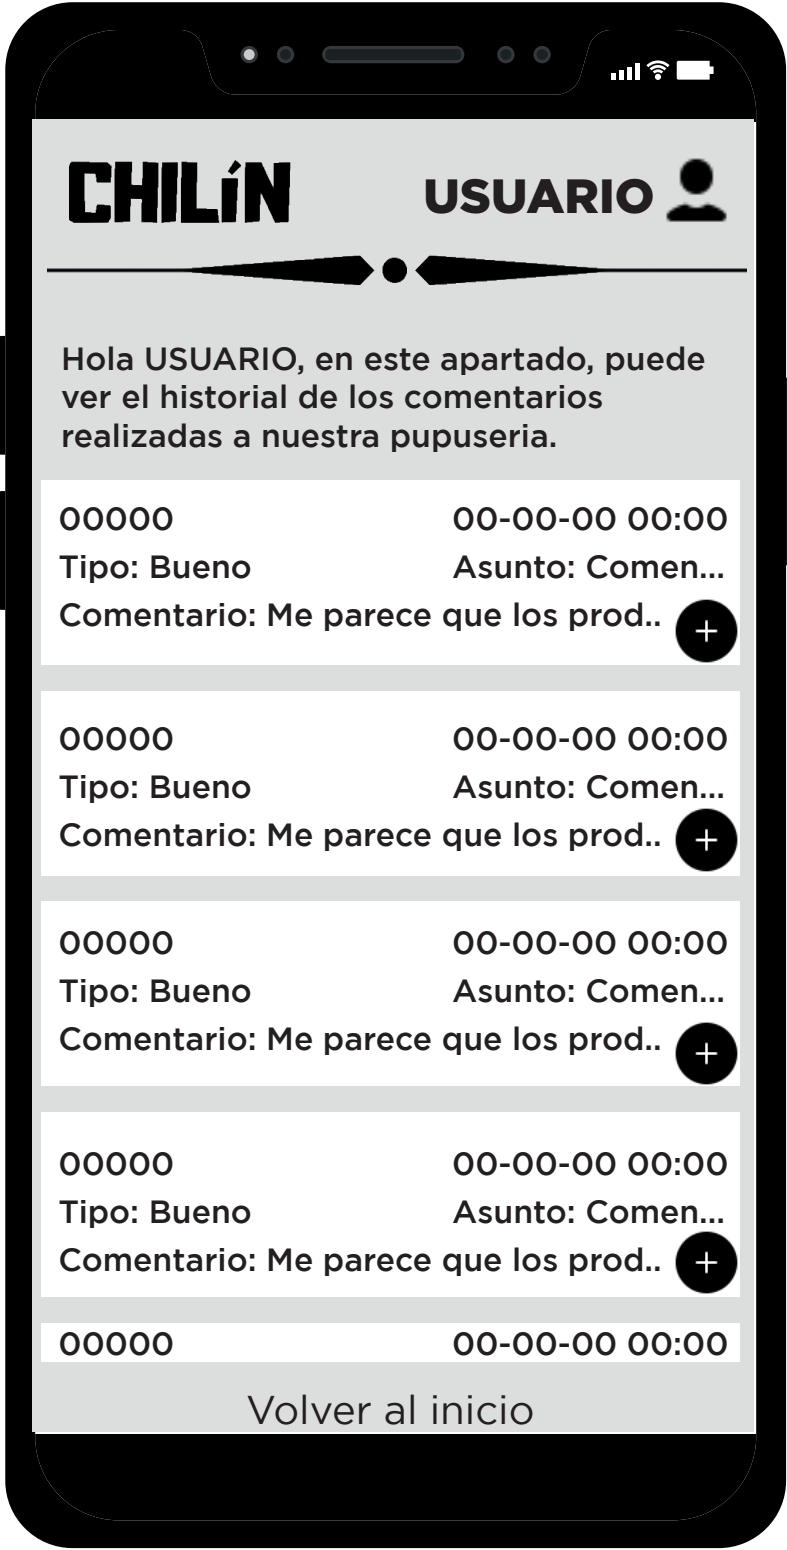 CHILíN
USUARIO
Hola USUARIO, en este apartado, puede
ver el historial de los comentarios
realizadas a nuestra pupuseria.
00000 00-00-00 00:00
Tipo: Bueno Asunto: Comen...
Comentario: Me parece que los prod..
+
00000 00-00-00 00:00
Tipo: Bueno Asunto: Comen...
Comentario: Me parece que los prod..
+
00000 00-00-00 00:00
Tipo: Bueno Asunto: Comen...
Comentario: Me parece que los prod..
+
00000 00-00-00 00:00
Tipo: Bueno Asunto: Comen...
Comentario: Me parece que los prod..
+
00000 00-00-00 00:00
Volver al inicio